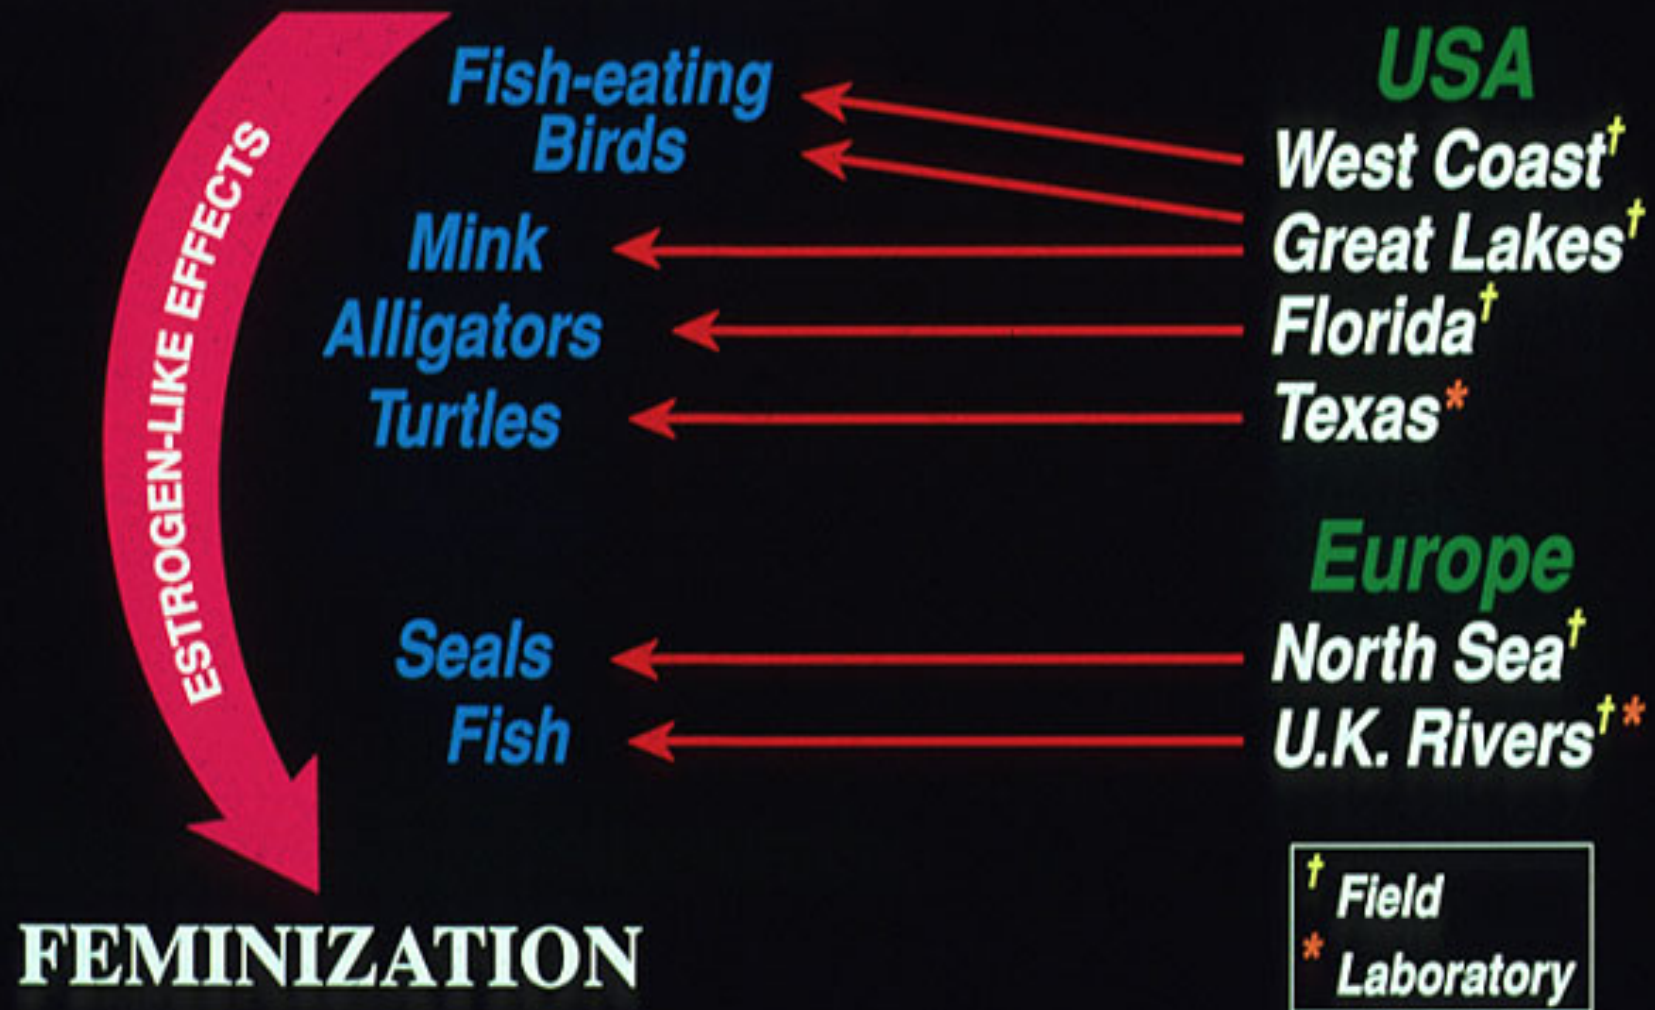 ESTROGEN-LIKE EFFECTS
Fish-eating
Birds
Mink
Alligators
Turtles
Seals
Fish
FEMINIZATION
USA
West Coast†
Great Lakes†
Florida†
Texas*
Europe
North Sea†
U.K. Rivers†*
† Field
* Laboratory